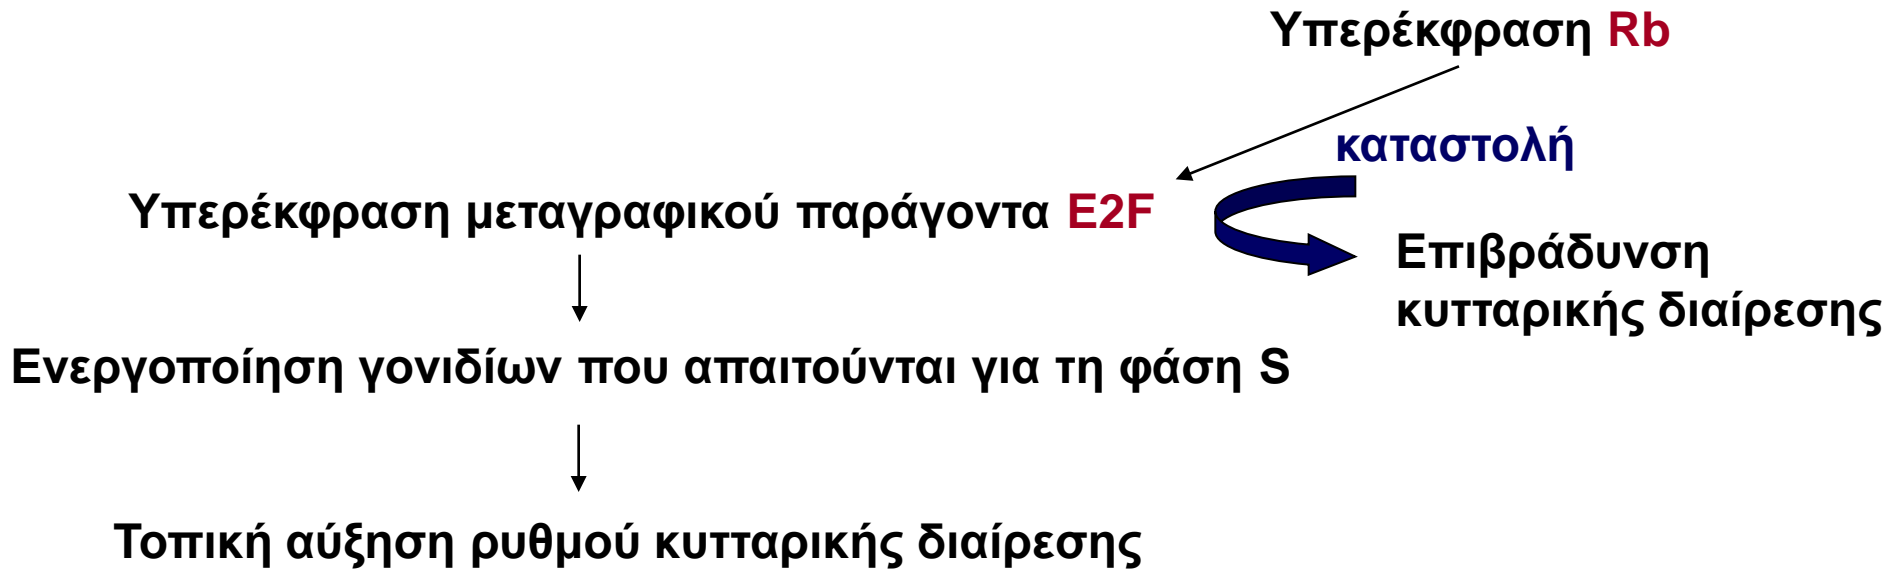 Υπερέκφραση Rb
καταστολή
Υπερέκφραση μεταγραφικού παράγοντα E2F
Επιβράδυνση
κυτταρικής διαίρεσης
Ενεργοποίηση γονιδίων που απαιτούνται για τη φάση S
Τοπική αύξηση ρυθμού κυτταρικής διαίρεσης